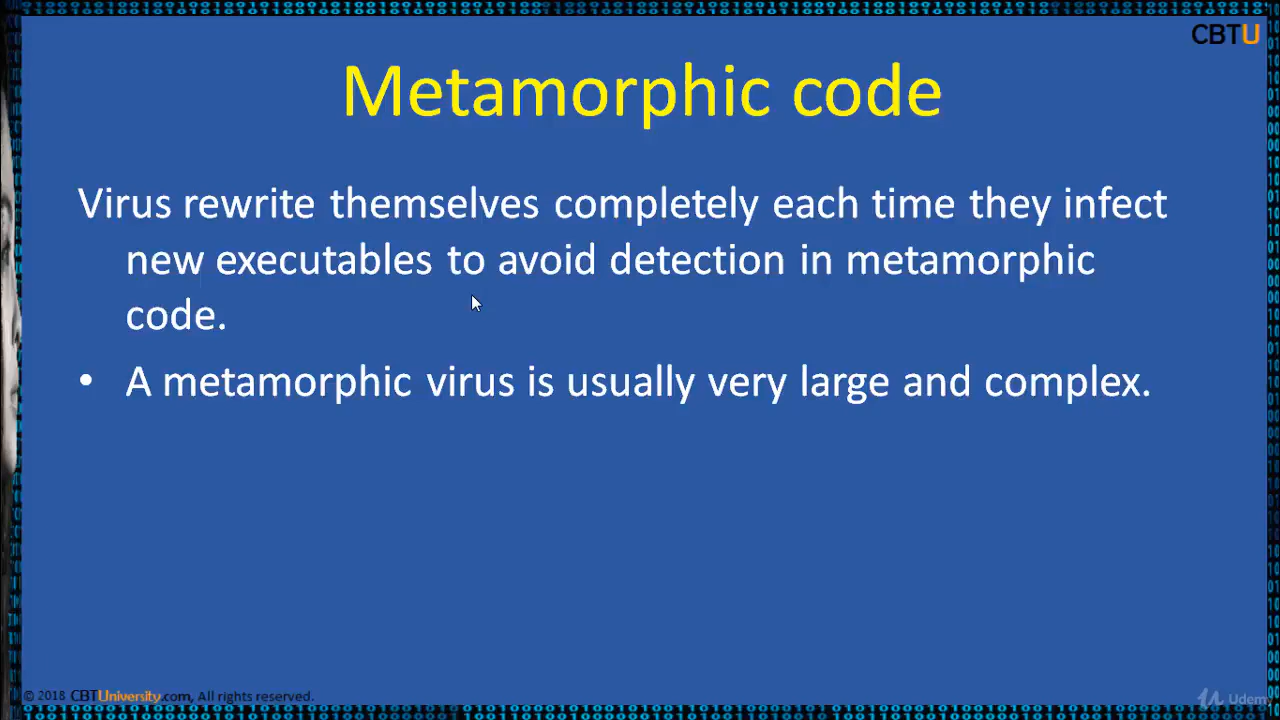 CBTU
Metamorphic code
Virus rewrite themselves completely each time they infect
new executables to avoid detection in metamorphic
code.
• A metamorphic virus is usually very large and complex.
© 2018 CBTUniversity.com, All rights reserved.
Udemy